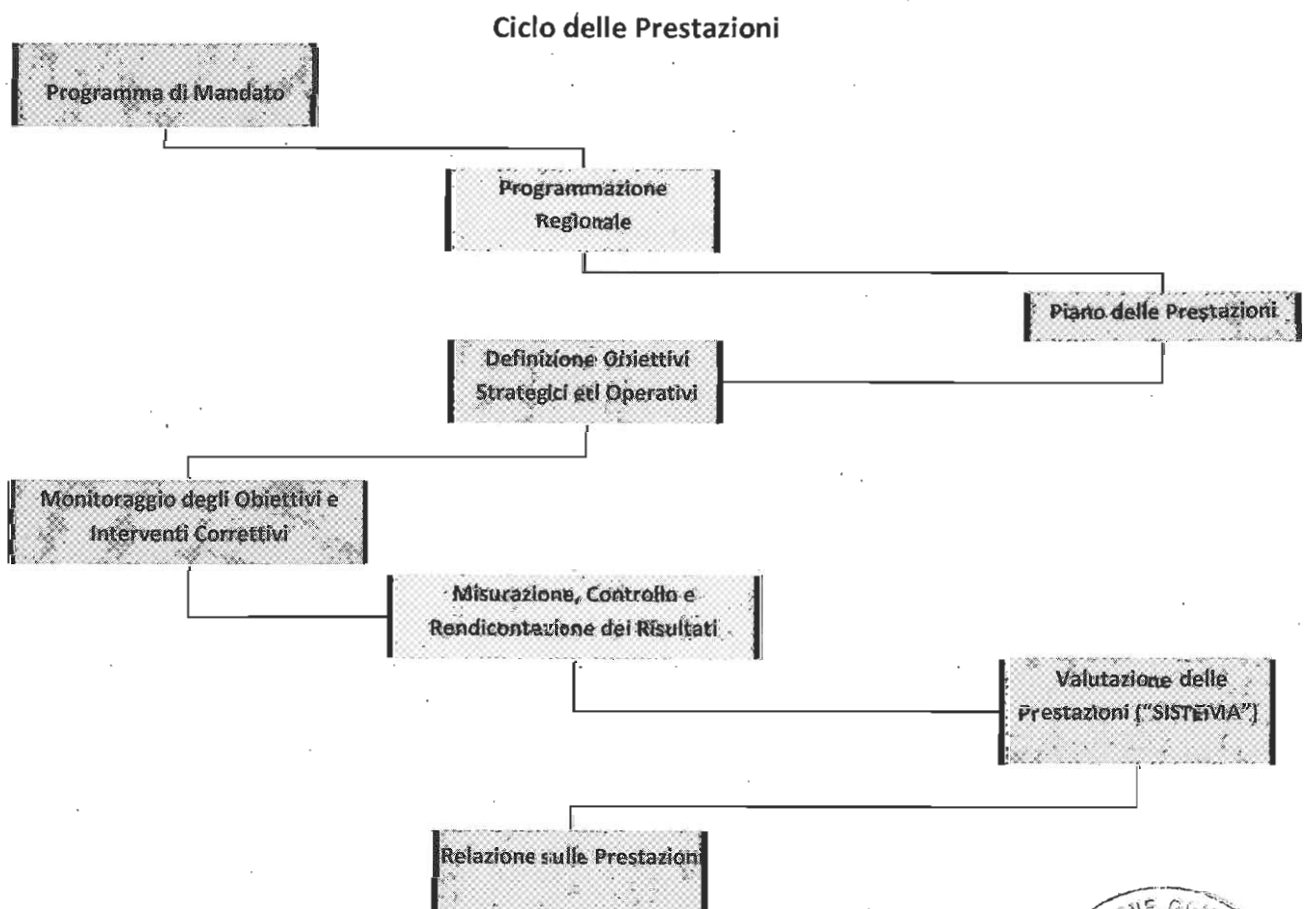 Ciclo delle Prestazioni
Programma di Mandato
Programmazione
Regionale
Piano delle Prestazioni
Definizione Obiettivi
Strategici ed Operativi
Monitoraggio degli Obiettivi e
Interventi Correttivi
Misurazione, Controllo e
Rendicontazione dei Risultati
Valutazione delle
Prestazioni ("SISTEMA")
Relazione sulle Prestazioni